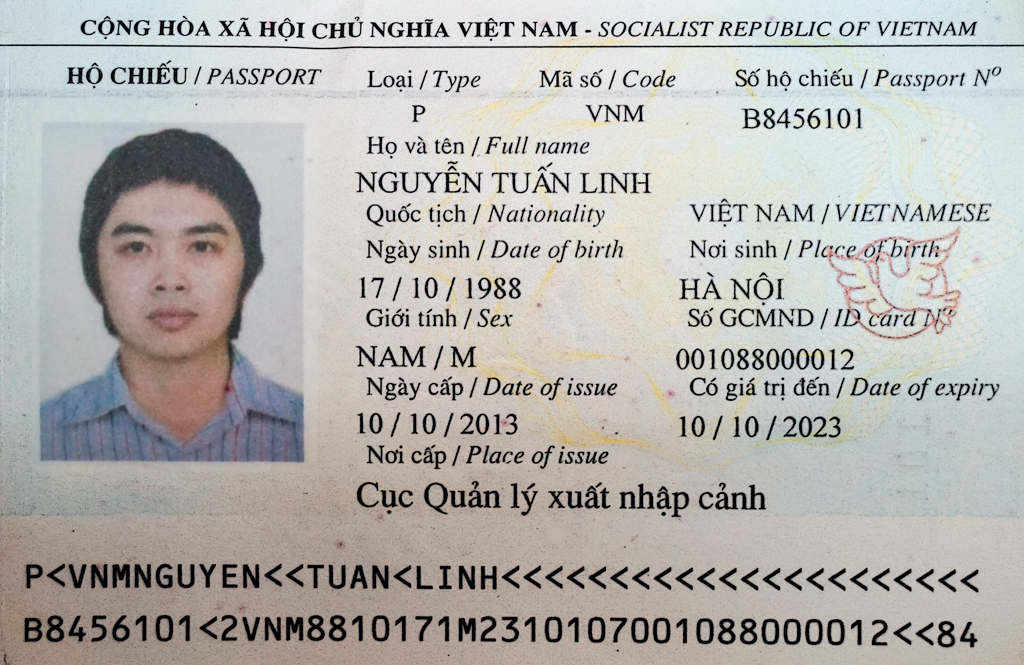 CỘNG HÒA XÃ HỘI CHỦ NGHĨA VIỆT NAM - SOCIALIST REPUBLIC OF VIETNAM
HỘ CHIẾU / PASSPORT Loại / Type Mã số / Code Số hộ chiếu / Passport Nº
P VNM B8456101
Họ và tên / Full name
NGUYỄN TUẤN LINH
Quốc tịch / Nationality VIỆT NAM / VIETNAMESE
Ngày sinh / Date of birth Nơi sinh / Place of birth
17 / 10 / 1988 HÀ NỘI
Giới tính / Sex Số GCMND / ID card Nº
NAM / M 001088000012
Ngày cấp / Date of issue Có giá trị đến / Date of expiry
10 / 10 / 2013 10 / 10 / 2023
Nơi cấp / Place of issue
Cục Quản lý xuất nhập cảnh
P<VNMNGUYEN<<TUAN<LINH<<<<<<<<<<<<<<<<<<<<<<
B8456101<2VNM8810171M2310107001088000012<<84